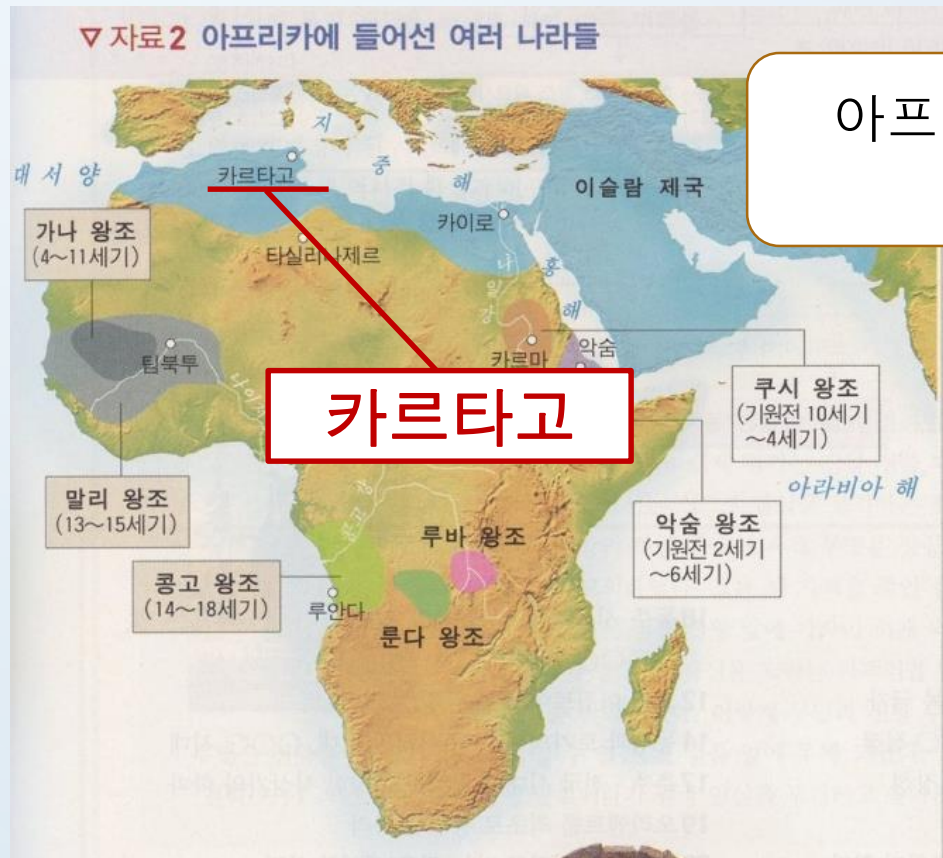 ▽ 자료2 아프리카에 들어선 여러 나라들
아프
지
중
해
대 서 양
카르타고
이슬람 제국
카이로
가나 왕조
(4~11세기)
타실리나제르
나
일
강
홍
해
팀북투
카르마
악숨
쿠시 왕조
(기원전 10세기
~4세기)
카르타고
아라비아 해
말리 왕조
(13~15세기)
콩고 강
루바 왕조
악숨 왕조
(기원전 2세기
~6세기)
콩고 왕조
(14~18세기)
루안다
룬다 왕조